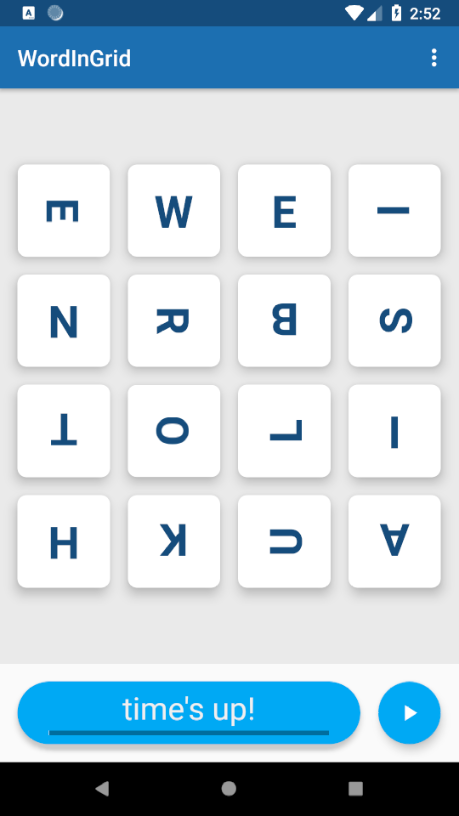 A 2:52
WordInGrid
E W E I
N R B S
T O L I
H K U A
time's up!